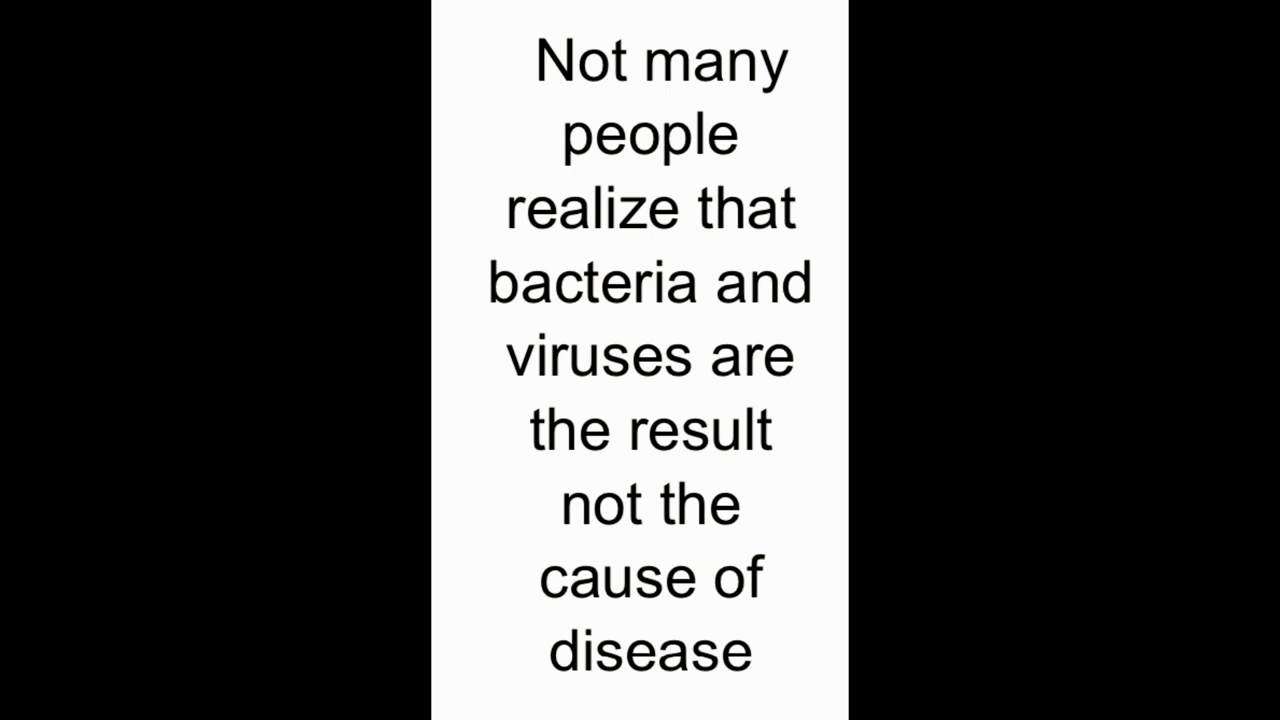 Not many
people
realize that
bacteria and
viruses are
the result
not the
cause of
disease